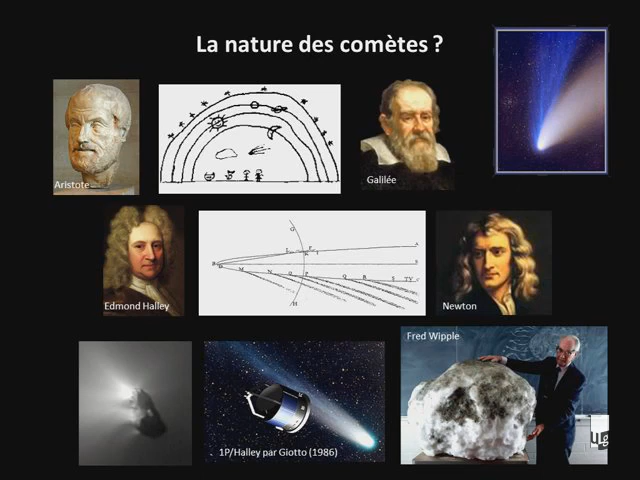 La nature des comètes ?
Aristote
Galilée
Edmond Halley
Newton
Fred Wipple
1P/Halley par Giotto (1986)